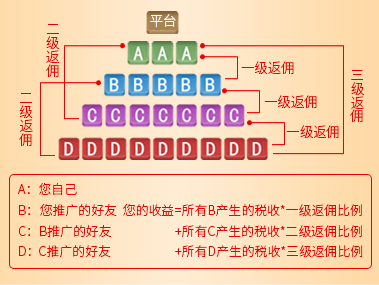 平台
二级返佣
A A A
一级返佣
三级返佣
B B B B B
二级返佣
一级返佣
C C C C C C C
一级返佣
D D D D D D D D D
A：您自己
B：您推广的好友 您的收益=所有B产生的税收*一级返佣比例
C：B推广的好友 +所有C产生的税收*二级返佣比例
D：C推广的好友 +所有D产生的税收*三级返佣比例